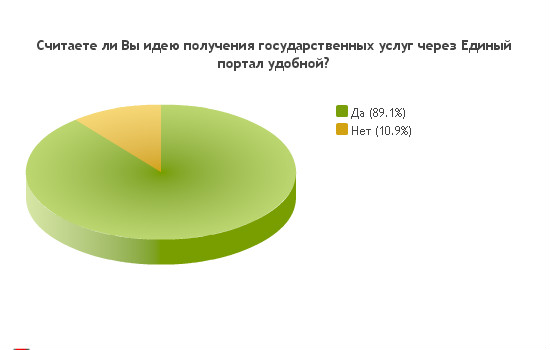 Считаете ли Вы идею получения государственных услуг через Единый
портал удобной?
Да (89.1%)
Нет (10.9%)